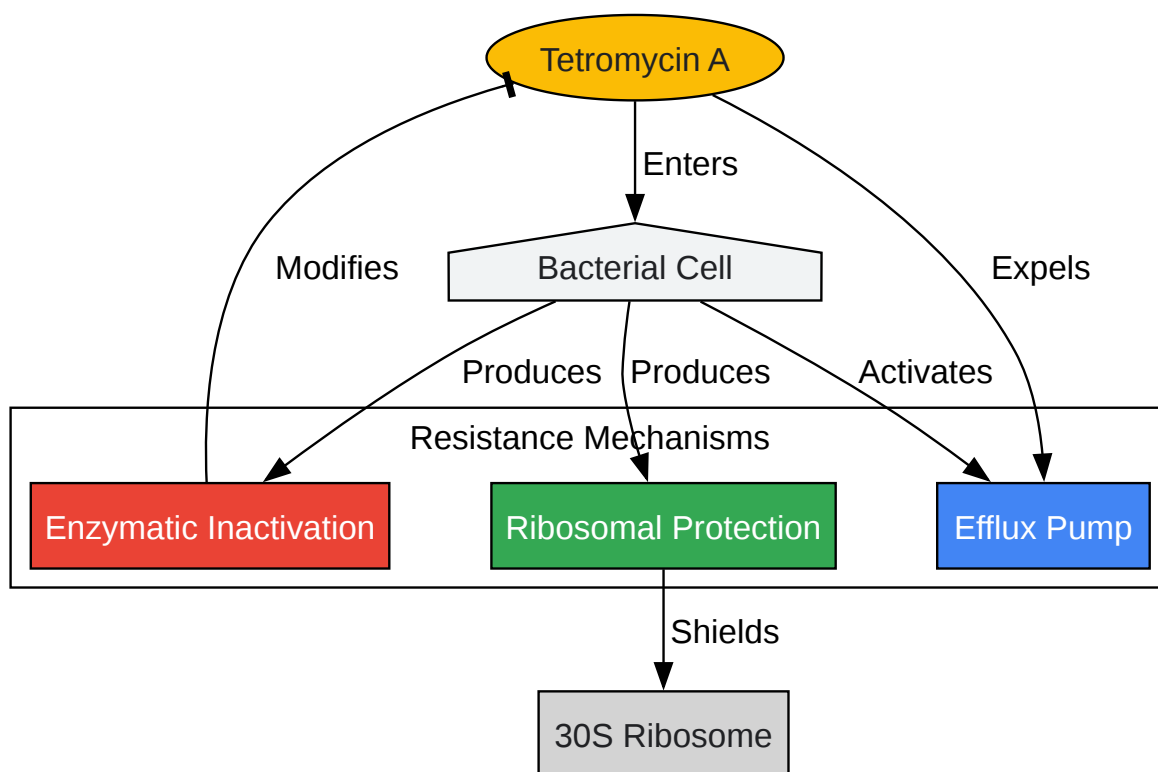 Tetromycin A
Enters
Modifies
Bacterial Cell
Expels
Produces
Produces
Activates
Resistance Mechanisms
Enzymatic Inactivation
Ribosomal Protection
Efflux Pump
Shields
30S Ribosome